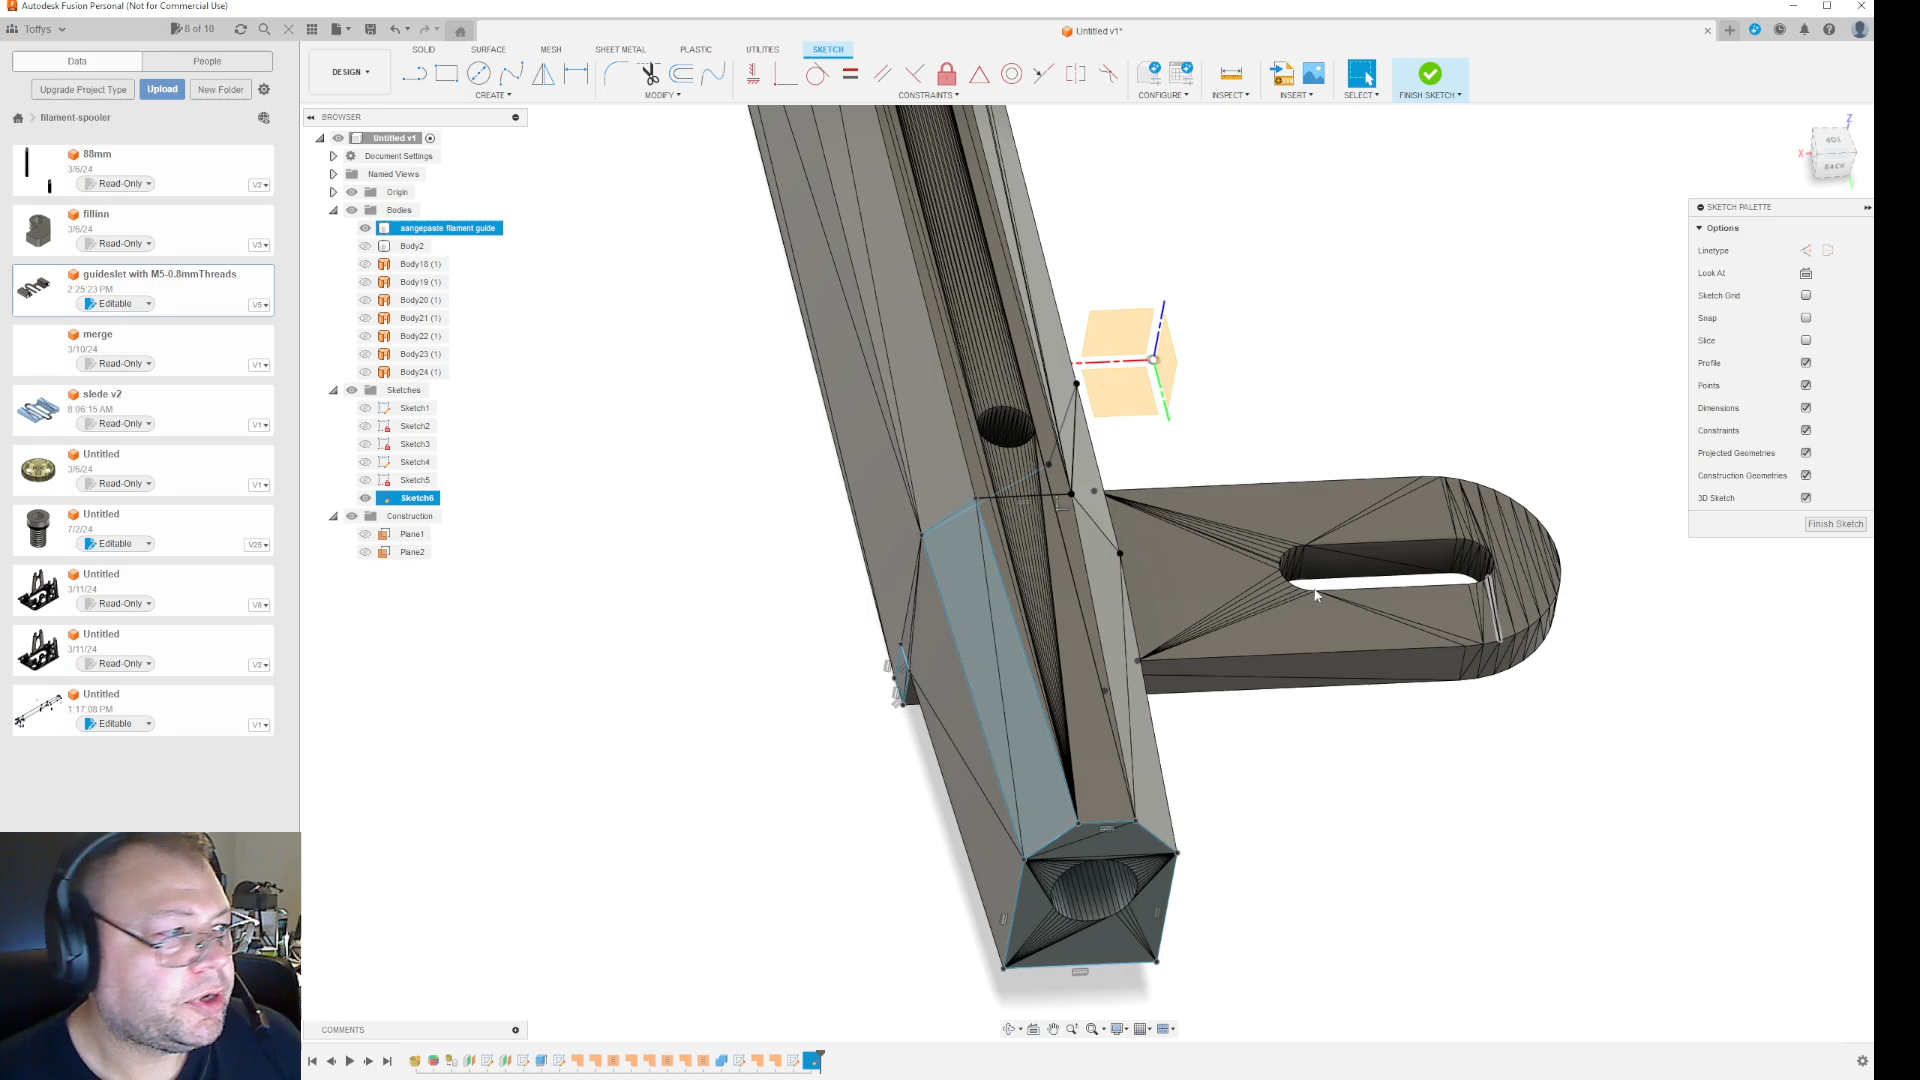 Autodesk Fusion Personal (Not for Commercial Use)
Toffys
8 of 10
Untitled v1*
Data
People
DESIGN
SOLID
SURFACE
MESH
SHEET METAL
PLASTIC
UTILITIES
SKETCH
Upgrade Project Type
Upload
New Folder
CREATE
MODIFY
CONSTRAINTS
CONFIGURE
INSPECT
INSERT
SELECT
FINISH SKETCH
filament-spooler
BROWSER
88mm
3/6/24
Read-Only
V2
fillinn
3/6/24
Read-Only
V3
guideslet with M5-0.8mmThreads
2:25:23 PM
Editable
V5
merge
3/10/24
Read-Only
V1
slede v2
8:06:15 AM
Read-Only
V1
Untitled
3/6/24
Read-Only
V1
Untitled
7/2/24
Editable
V25
Untitled
3/11/24
Read-Only
V8
Untitled
3/11/24
Read-Only
V2
Untitled
1:17:08 PM
Editable
V1
Untitled v1
Document Settings
Named Views
Origin
Bodies
aangepaste filament guide
Body2
Body18 (1)
Body19 (1)
Body20 (1)
Body21 (1)
Body22 (1)
Body23 (1)
Body24 (1)
Sketches
Sketch1
Sketch2
Sketch3
Sketch4
Sketch5
Sketch6
Construction
Plane1
Plane2
Z
X
TOP
BACK
SKETCH PALETTE
Options
Linetype
Look At
Sketch Grid
Snap
Slice
Profile
Points
Dimensions
Constraints
Projected Geometries
Construction Geometries
3D Sketch
Finish Sketch
COMMENTS